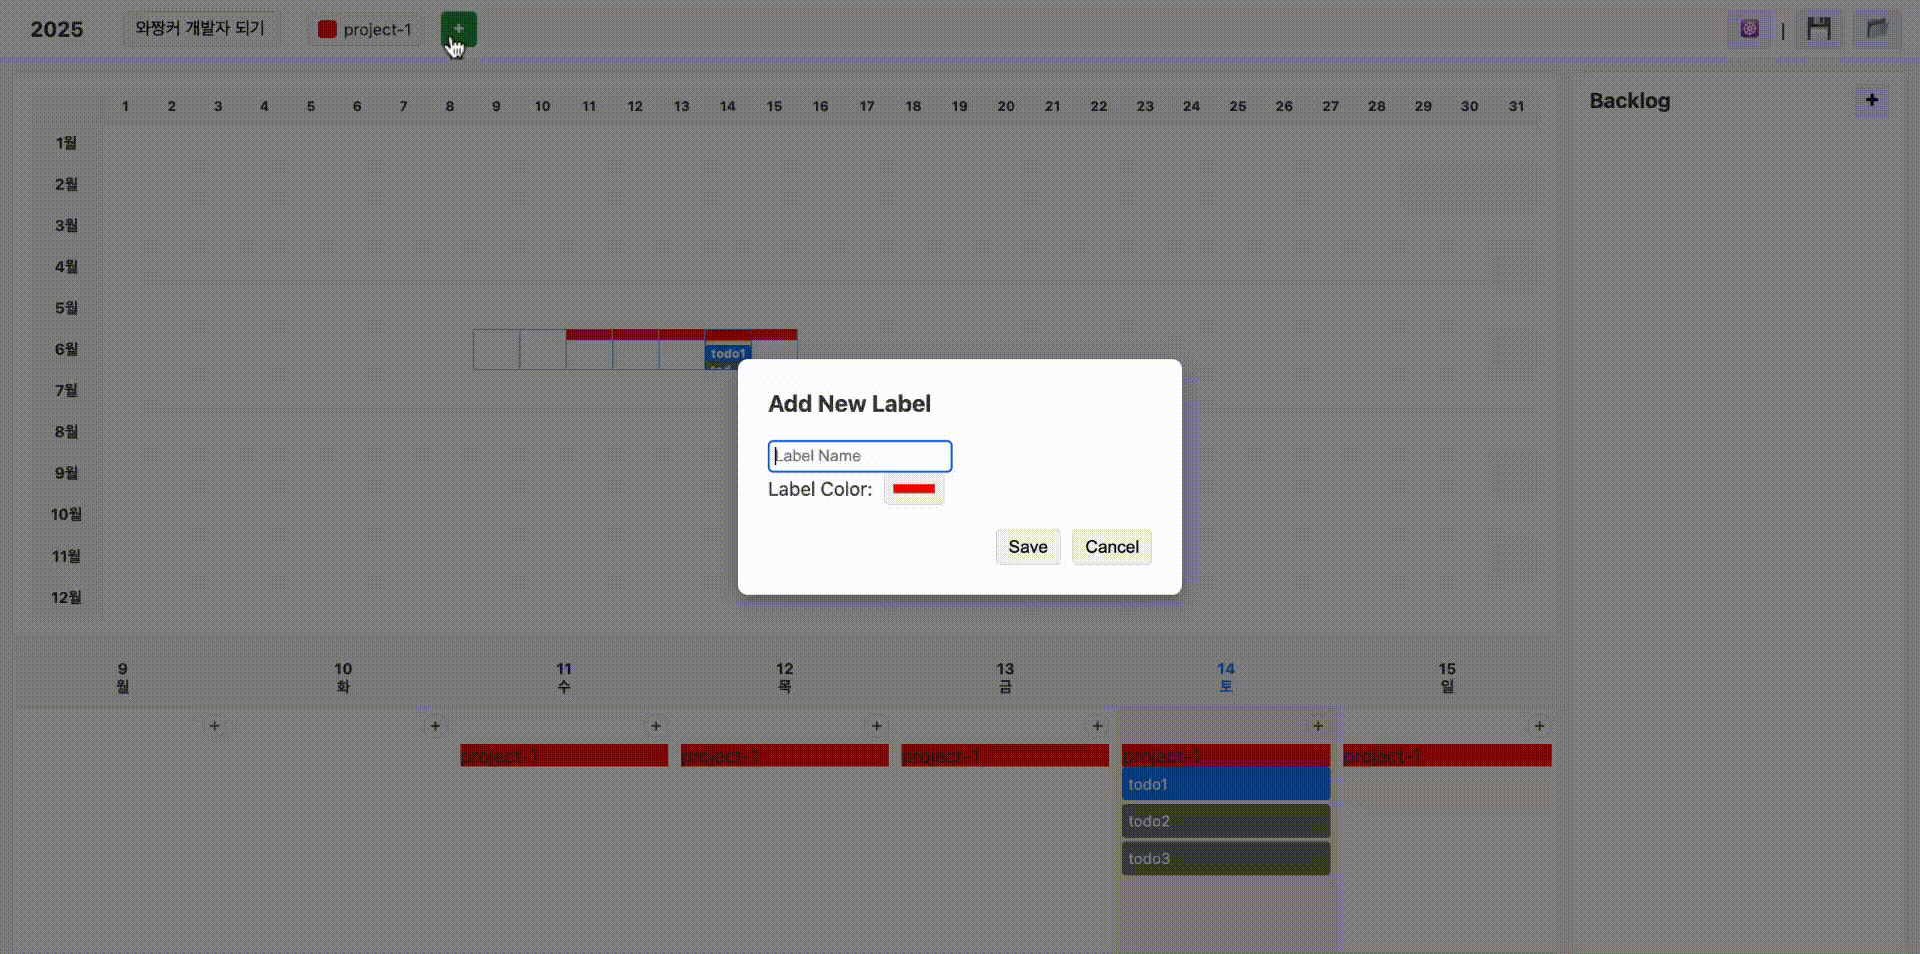 2025 와짱커 개발자 되기 project-1 + |
1 2 3 4 5 6 7 8 9 10 11 12 13 14 15 16 17 18 19 20 21 22 23 24 25 26 27 28 29 30 31
Backlog +
1월
2월
3월
4월
5월
6월
todo1
7월
8월
9월
10월
11월
12월
Add New Label
Label Name
Label Color:
Save Cancel
9 10 11 12 13 14 15
월 화 수 목 금 토 일
+ + + + + + +
project-1 project-1 project-1 project-1 project-1
todo1
todo2
todo3